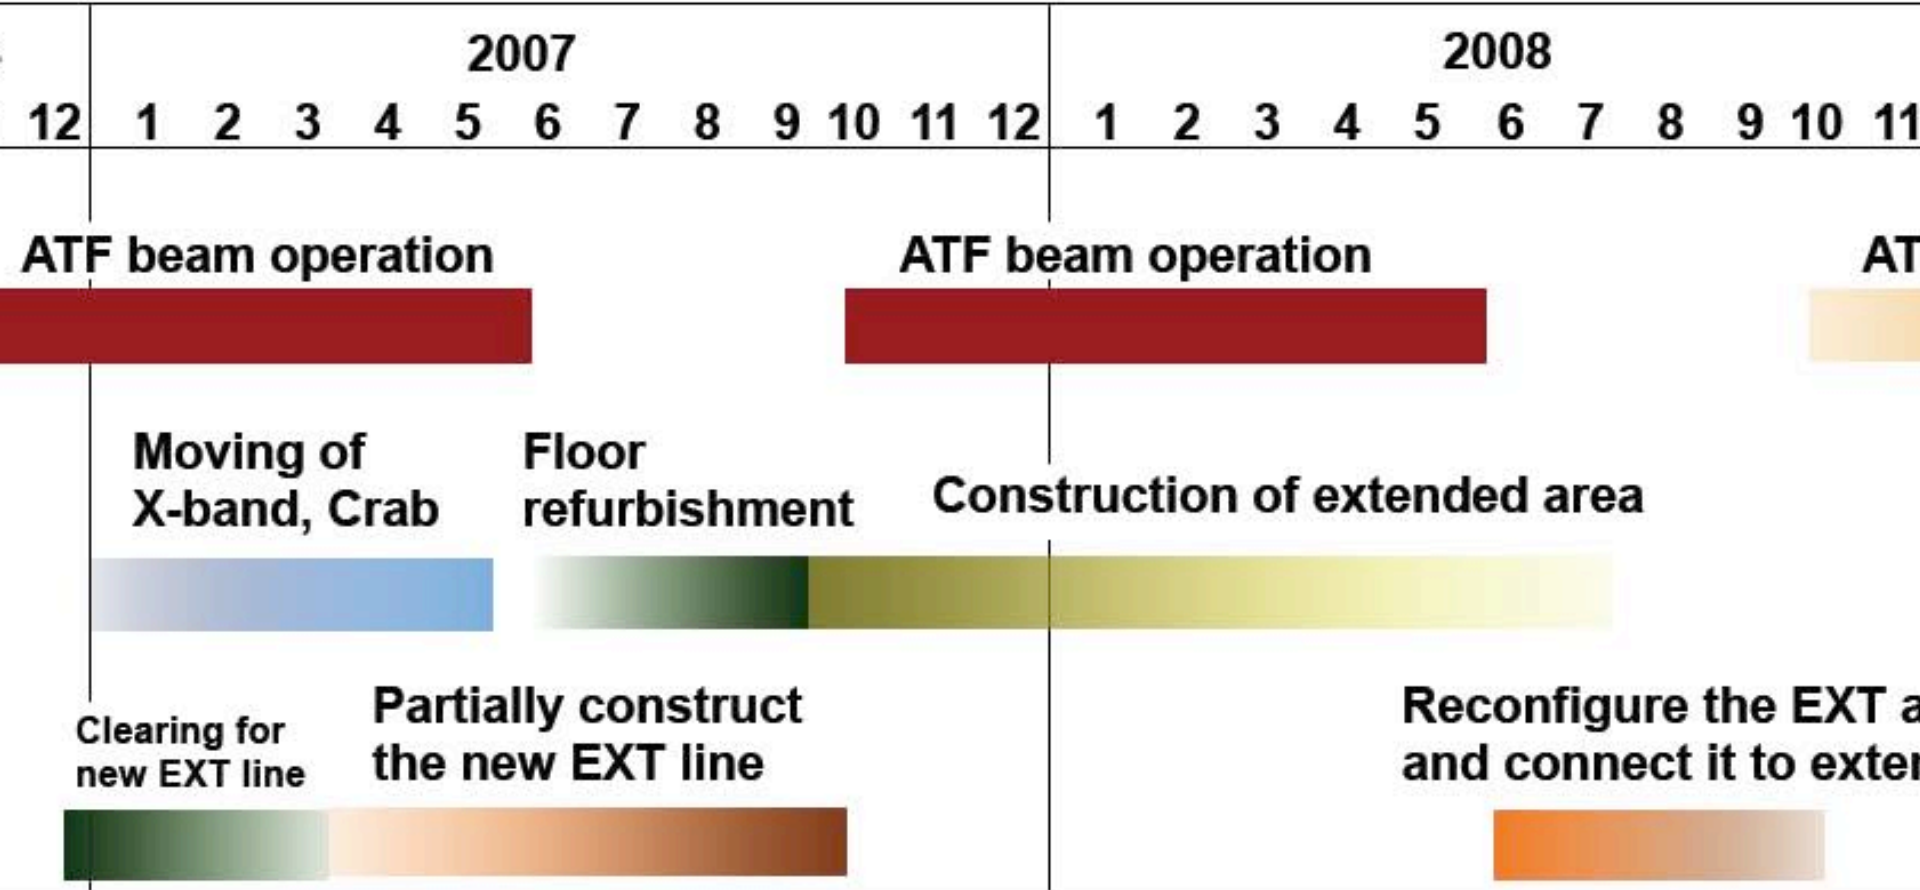 2007 2008
12 1 2 3 4 5 6 7 8 9 10 11 12 1 2 3 4 5 6 7 8 9 10 11
ATF beam operation ATF beam operation AT
Moving of
X-band, Crab
Floor
refurbishment
Construction of extended area
Clearing for
new EXT line
Partially construct
the new EXT line
Reconfigure the EXT a
and connect it to exte